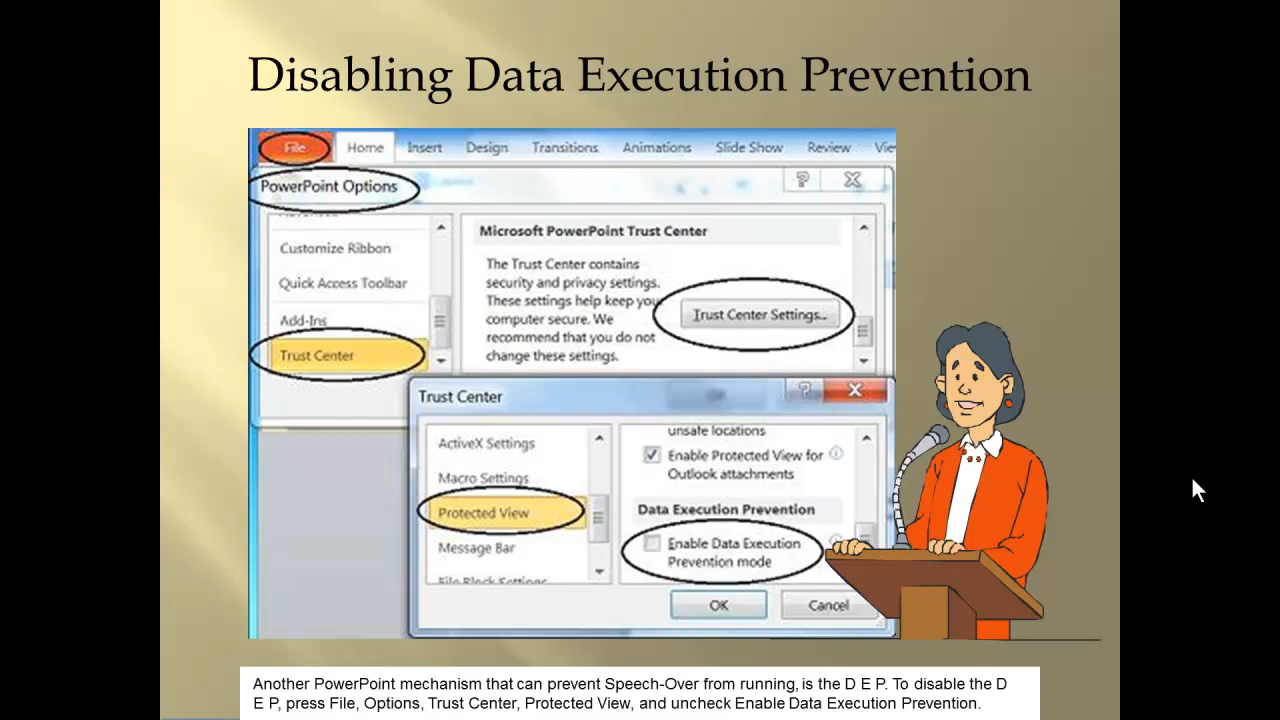 Disabling Data Execution Prevention
File Home Insert Design Transitions Animations Slide Show Review
PowerPoint Options
Customize Ribbon
Quick Access Toolbar
Add-Ins
Trust Center
Microsoft PowerPoint Trust Center
The Trust Center contains
security and privacy settings.
These settings help keep your
computer secure. We
recommend that you do not
change these settings.
Trust Center Settings...
Trust Center
ActiveX Settings
Macro Settings
Protected View
Message Bar
File Block Settings
unsafe locations
Enable Protected View for
Outlook attachments
Data Execution Prevention
Enable Data Execution
Prevention mode
OK Cancel
Another PowerPoint mechanism that can prevent Speech-Over from running, is the D E P. To disable the D
E P, press File, Options, Trust Center, Protected View, and uncheck Enable Data Execution Prevention.